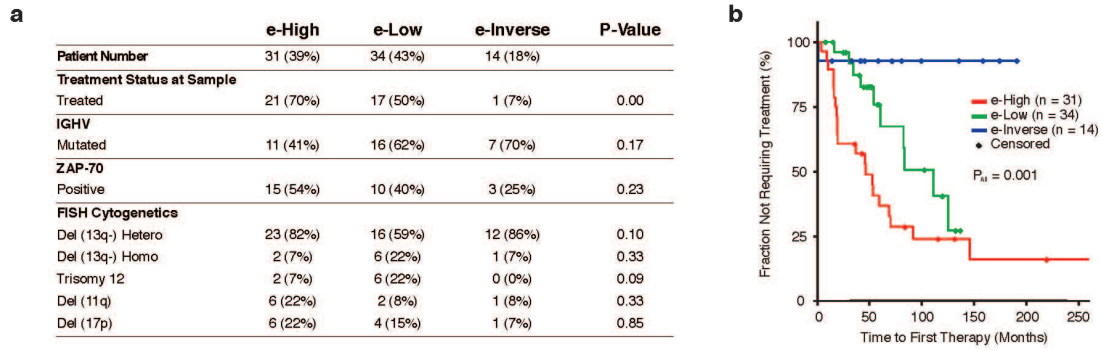 a
e-High e-Low e-Inverse P-Value
Patient Number 31 (39%) 34 (43%) 14 (18%)
Treatment Status at Sample
Treated 21 (70%) 17 (50%) 1 (7%) 0.00
IGHV
Mutated 11 (41%) 16 (62%) 7 (70%) 0.17
ZAP-70
Positive 15 (54%) 10 (40%) 3 (25%) 0.23
FISH Cytogenetics
Del (13q-) Hetero 23 (82%) 16 (59%) 12 (86%) 0.10
Del (13q-) Homo 2 (7%) 6 (22%) 1 (7%) 0.33
Trisomy 12 2 (7%) 6 (22%) 0 (0%) 0.09
Del (11q) 6 (22%) 2 (8%) 1 (8%) 0.33
Del (17p) 6 (22%) 4 (15%) 1 (7%) 0.85
b
Fraction Not Requiring Treatment (%)
100
75
50
25
0
e-High (n = 31)
e-Low (n = 34)
e-Inverse (n = 14)
Censored
PAll = 0.001
0 50 100 150 200 250
Time to First Therapy (Months)